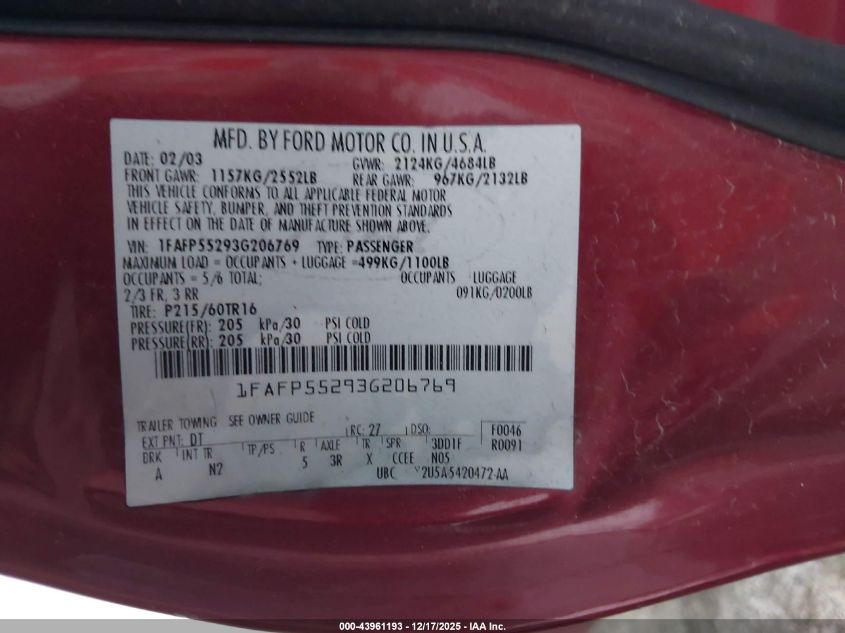 MFD. BY FORD MOTOR CO. IN U.S.A.
DATE: 02/03 GVWR: 2124KG/4684LB
FRONT GAWR: 1157KG/2552LB REAR GAWR: 967KG/2132LB
THIS VEHICLE CONFORMS TO ALL APPLICABLE FEDERAL MOTOR
VEHICLE SAFETY, BUMPER, AND THEFT PREVENTION STANDARDS
IN EFFECT ON THE DATE OF MANUFACTURE SHOWN ABOVE.
VIN: 1FAFP55293G206769 TYPE: PASSENGER
MAXIMUM LOAD = OCCUPANTS + LUGGAGE =499KG/1100LB
OCCUPANTS = 5/6 TOTAL; OCCUPANTS LUGGAGE
2/3 FR, 3 RR 091KG/0200LB
TIRE: P215/60TR16
PRESSURE(FR): 205 kPa/30 PSI COLD
PRESSURE(RR): 205 kPa/30 PSI COLD
1FAFP55293G206769
TRAILER TOWING SEE OWNER GUIDE
EXT PNT: DT RC: 27 DSO: F0046
BRK INT TR TP/PS R AXLE TR SPR 3DD1F R0091
A N2 5 3R X CCEE N05
UBC 2U5A-5420472-AA
000-43961193 - 12/17/2025 - IAA Inc.